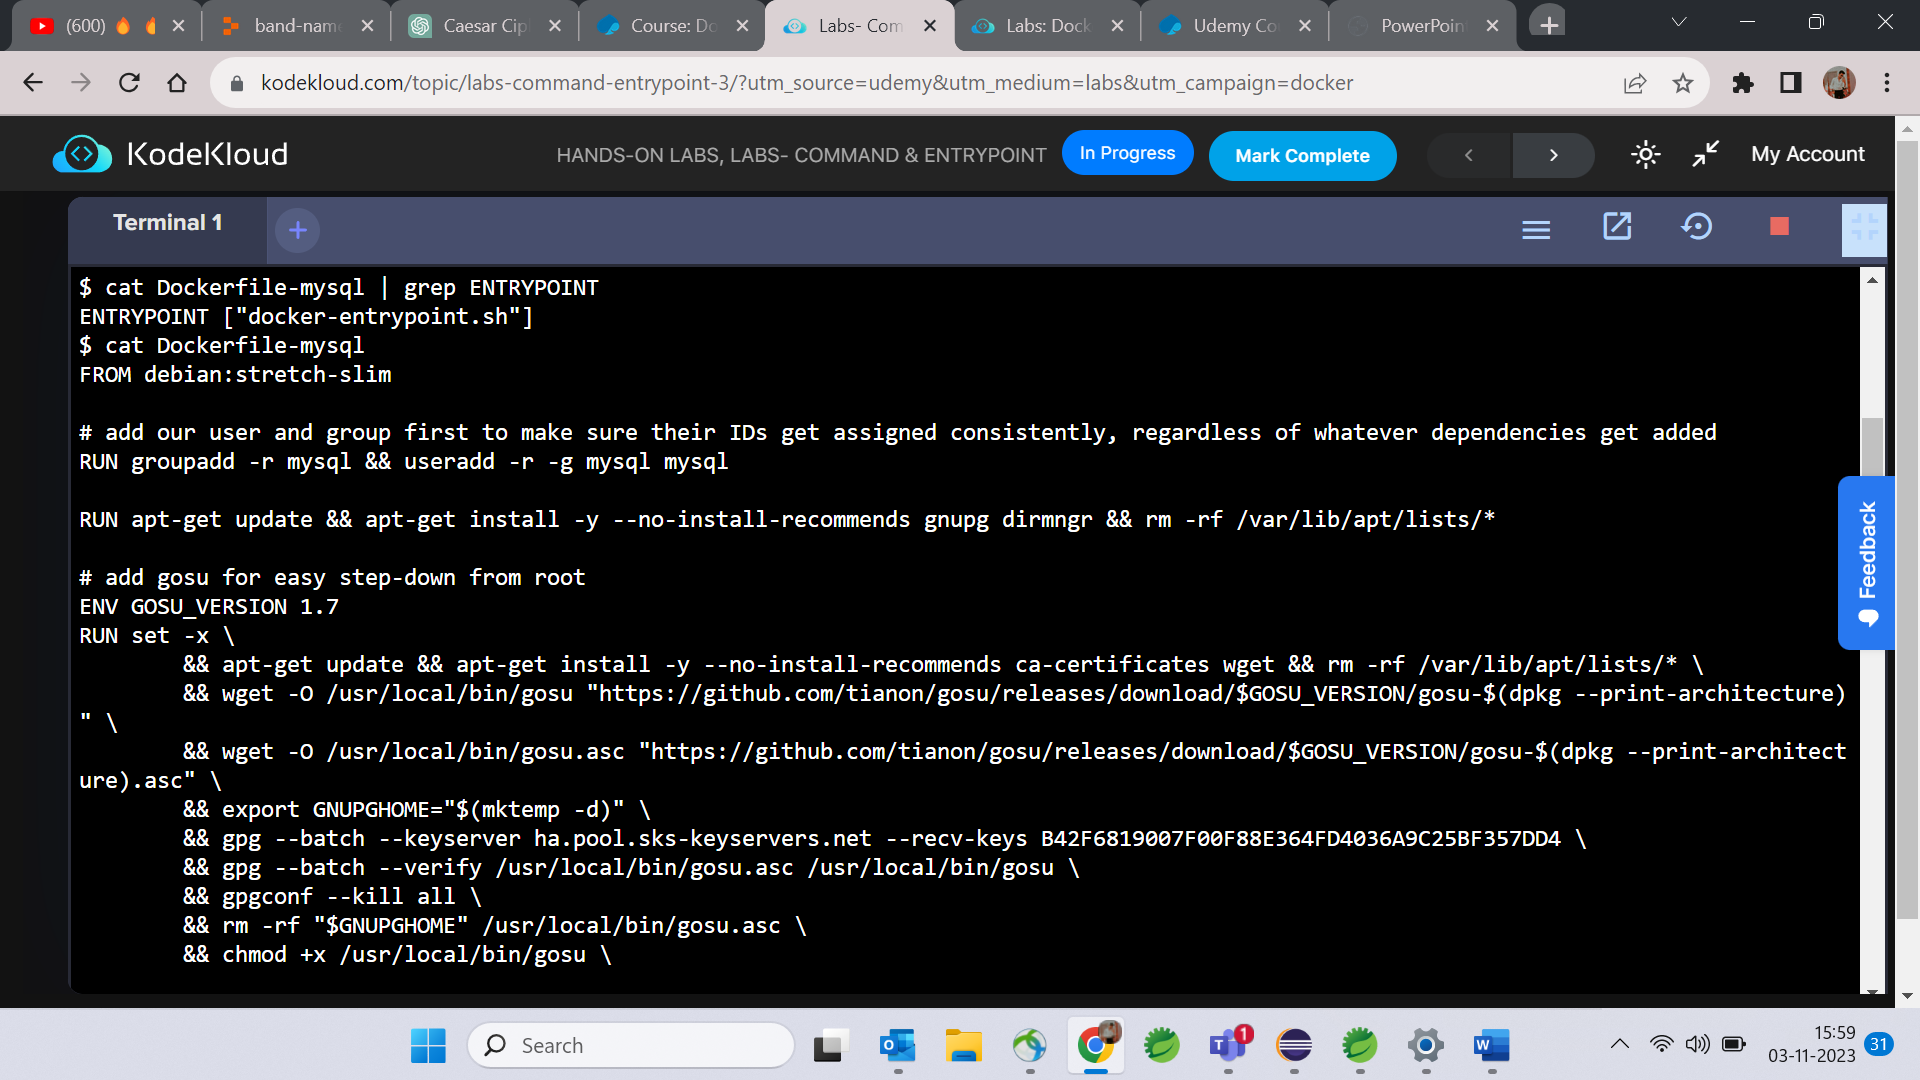 (600)
band-name
Caesar Cip
Course: Do
Labs- Com
Labs: Dock
Udemy Co
PowerPoin
kodekloud.com/topic/labs-command-entrypoint-3/?utm_source=udemy&utm_medium=labs&utm_campaign=docker
KodeKloud
HANDS-ON LABS, LABS- COMMAND & ENTRYPOINT
In Progress
Mark Complete
My Account
Terminal 1
$ cat Dockerfile-mysql | grep ENTRYPOINT
ENTRYPOINT ["docker-entrypoint.sh"]
$ cat Dockerfile-mysql
FROM debian:stretch-slim
# add our user and group first to make sure their IDs get assigned consistently, regardless of whatever dependencies get added
RUN groupadd -r mysql && useradd -r -g mysql mysql
RUN apt-get update && apt-get install -y --no-install-recommends gnupg dirmngr && rm -rf /var/lib/apt/lists/*
# add gosu for easy step-down from root
ENV GOSU_VERSION 1.7
RUN set -x \
&& apt-get update && apt-get install -y --no-install-recommends ca-certificates wget && rm -rf /var/lib/apt/lists/* \
&& wget -O /usr/local/bin/gosu "https://github.com/tianon/gosu/releases/download/$GOSU_VERSION/gosu-$(dpkg --print-architecture)
" \
&& wget -O /usr/local/bin/gosu.asc "https://github.com/tianon/gosu/releases/download/$GOSU_VERSION/gosu-$(dpkg --print-architect
ure).asc" \
&& export GNUPGHOME="$(mktemp -d)" \
&& gpg --batch --keyserver ha.pool.sks-keyservers.net --recv-keys B42F6819007F00F88E364FD4036A9C25BF357DD4 \
&& gpg --batch --verify /usr/local/bin/gosu.asc /usr/local/bin/gosu \
&& gpgconf --kill all \
&& rm -rf "$GNUPGHOME" /usr/local/bin/gosu.asc \
&& chmod +x /usr/local/bin/gosu \
Feedback
Search
1
15:59
03-11-2023
31